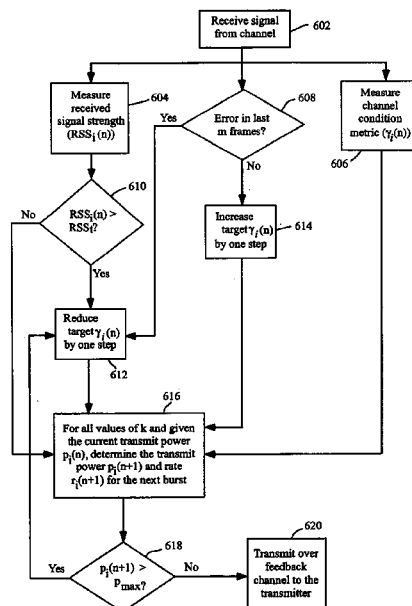 Receive signal
from channel
602
Measure
received
signal strength
(RSSi(n))
604
Yes
Error in last
m frames?
608
Measure
channel
condition
metric (γi(n))
606
No
610
RSSi(n) >
RSSi?
No
Yes
Increase
target γi(n)
by one step
614
Reduce
target γi(n)
by one step
612
616
For all values of k and given
the current transmit power
pi(n), determine the transmit
power pi(n+1) and rate
ri(n+1) for the next burst
618
pi(n+1) >
pmax?
Yes
No
620
Transmit over
feedback
channel to the
transmitter